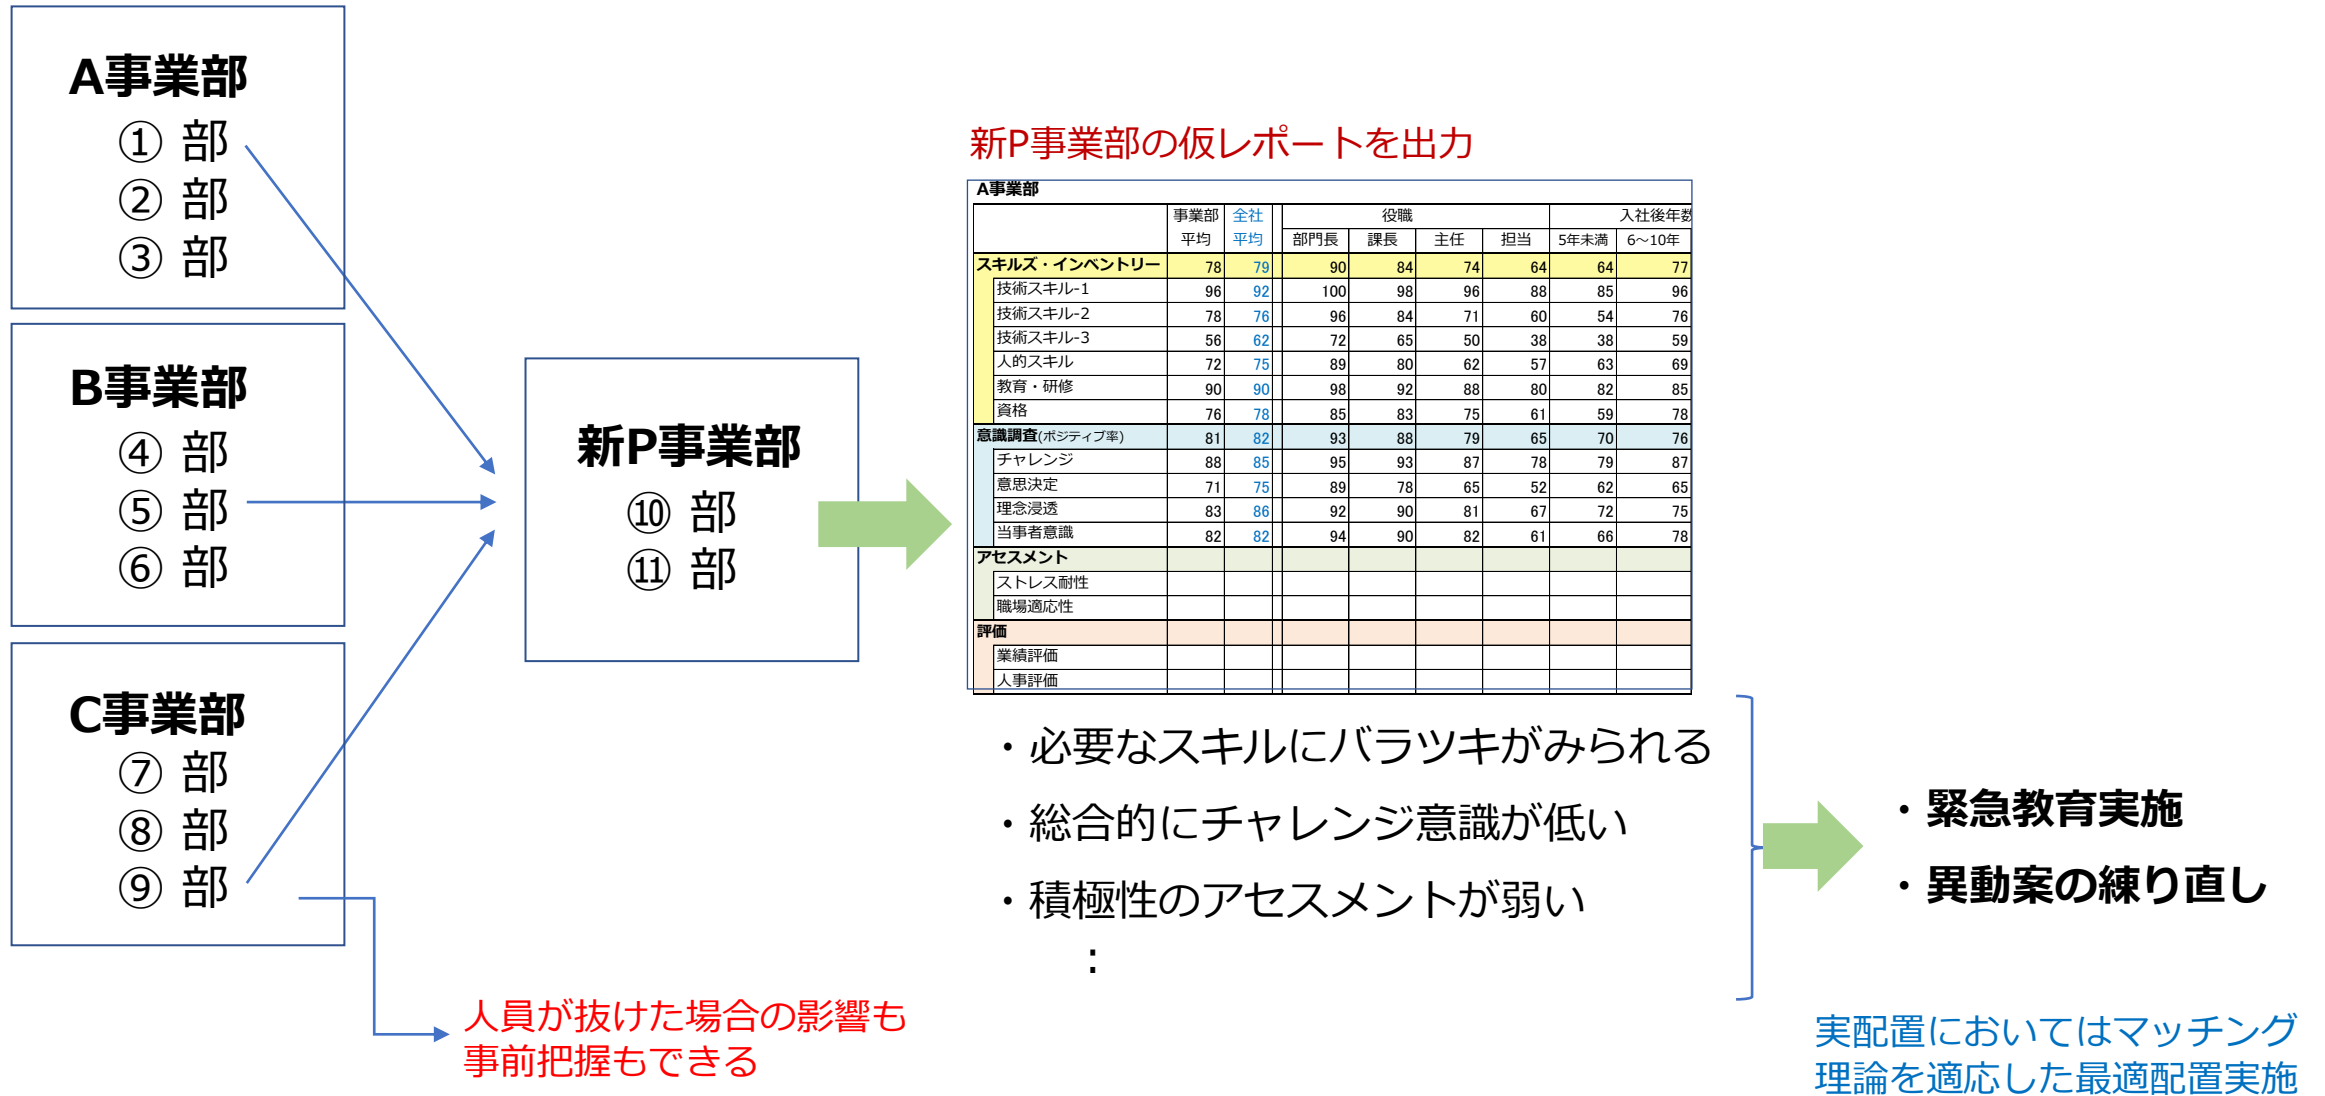 A事業部
① 部
② 部
③ 部
B事業部
④ 部
⑤ 部
⑥ 部
C事業部
⑦ 部
⑧ 部
⑨ 部
人員が抜けた場合の影響も
事前把握もできる
新P事業部
⑩ 部
⑪ 部
新P事業部の仮レポートを出力
A事業部
事業部 全社 役職 入社後年数
平均 平均 部門長 課長 主任 担当 5年未満 6～10年
スキルズ・インベントリー 78 79 90 84 74 64 64 77
技術スキル-1 96 92 100 98 96 88 85 96
技術スキル-2 78 76 96 84 71 60 54 76
技術スキル-3 56 62 72 65 50 38 38 59
人的スキル 72 75 89 80 62 57 63 69
教育・研修 90 90 98 92 88 80 82 85
資格 76 78 85 83 75 61 59 78
意識調査(ポジティブ率) 81 82 93 88 79 65 70 76
チャレンジ 88 85 95 93 87 78 79 87
意思決定 71 75 89 78 65 52 62 65
理念浸透 83 86 92 90 81 67 72 75
当事者意識 82 82 94 90 82 61 66 78
アセスメント
ストレス耐性
職場適応性
評価
業績評価
人事評価
・必要なスキルにバラツキがみられる
・総合的にチャレンジ意識が低い
・積極性のアセスメントが弱い
：
・緊急教育実施
・異動案の練り直し
実配置においてはマッチング
理論を適応した最適配置実施